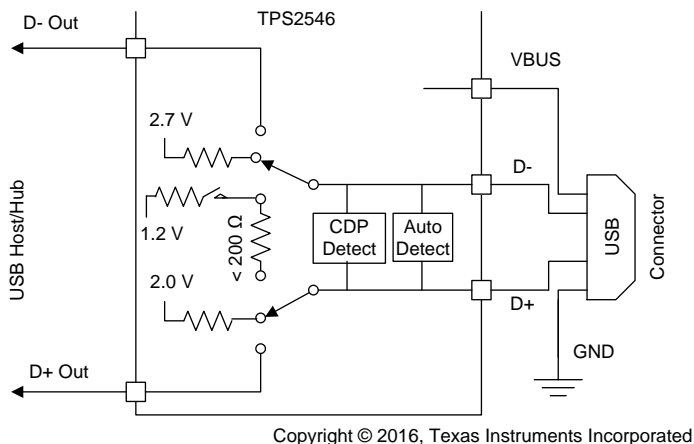 D- Out
TPS2546
VBUS
2.7 V
D-
1.2 V
< 200 Ω
CDP
Detect
Auto
Detect
USB Host/Hub
USB
Connector
2.0 V
D+
D+ Out
GND
Copyright © 2016, Texas Instruments Incorporated